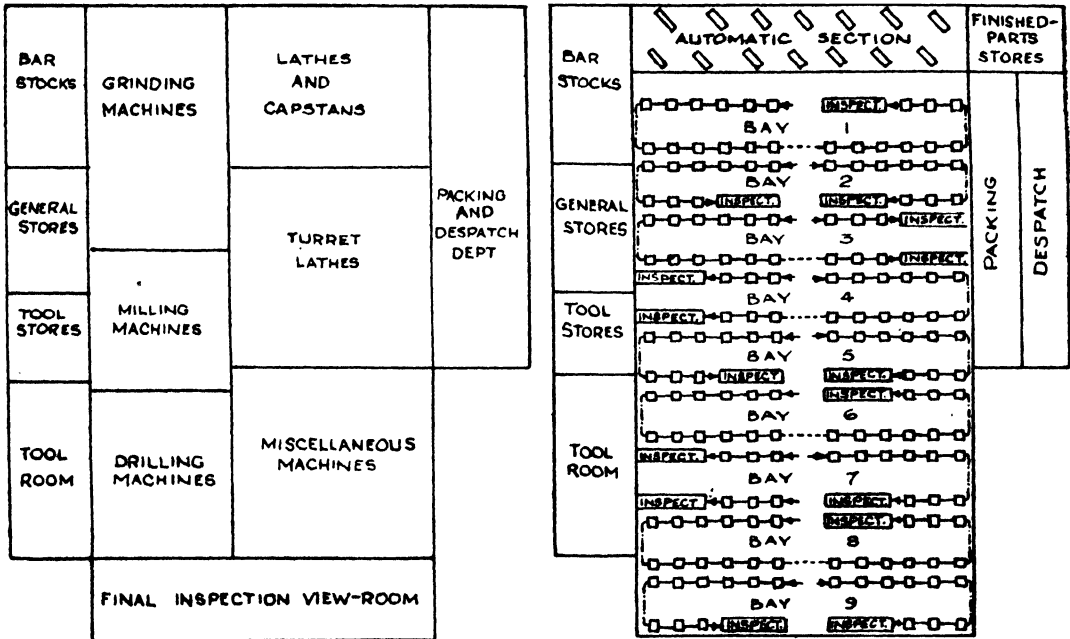 BAR
STOCKS
GRINDING
MACHINES
LATHES
AND
CAPSTANS
GENERAL
STORES
TURRET
LATHES
PACKING
AND
DESPATCH
DEPT
TOOL
STORES
MILLING
MACHINES
TOOL
ROOM
DRILLING
MACHINES
MISCELLANEOUS
MACHINES
FINAL INSPECTION VIEW-ROOM
BAR
STOCKS
AUTOMATIC SECTION
FINISHED-
PARTS
STORES
GENERAL
STORES
TOOL
STORES
TOOL
ROOM
INSPECT.
BAY 1
BAY 2
INSPECT. INSPECT.
INSPECT.
BAY 3
INSPECT.
INSPECT.
BAY 4
INSPECT.
BAY 5
INSPECT INSPECT.
INSPECT.
BAY 6
INSPECT.
BAY 7
INSPECT. INSPECT.
INSPECT.
BAY 8
BAY 9
INSPECT. INSPECT.
PACKING
DESPATCH